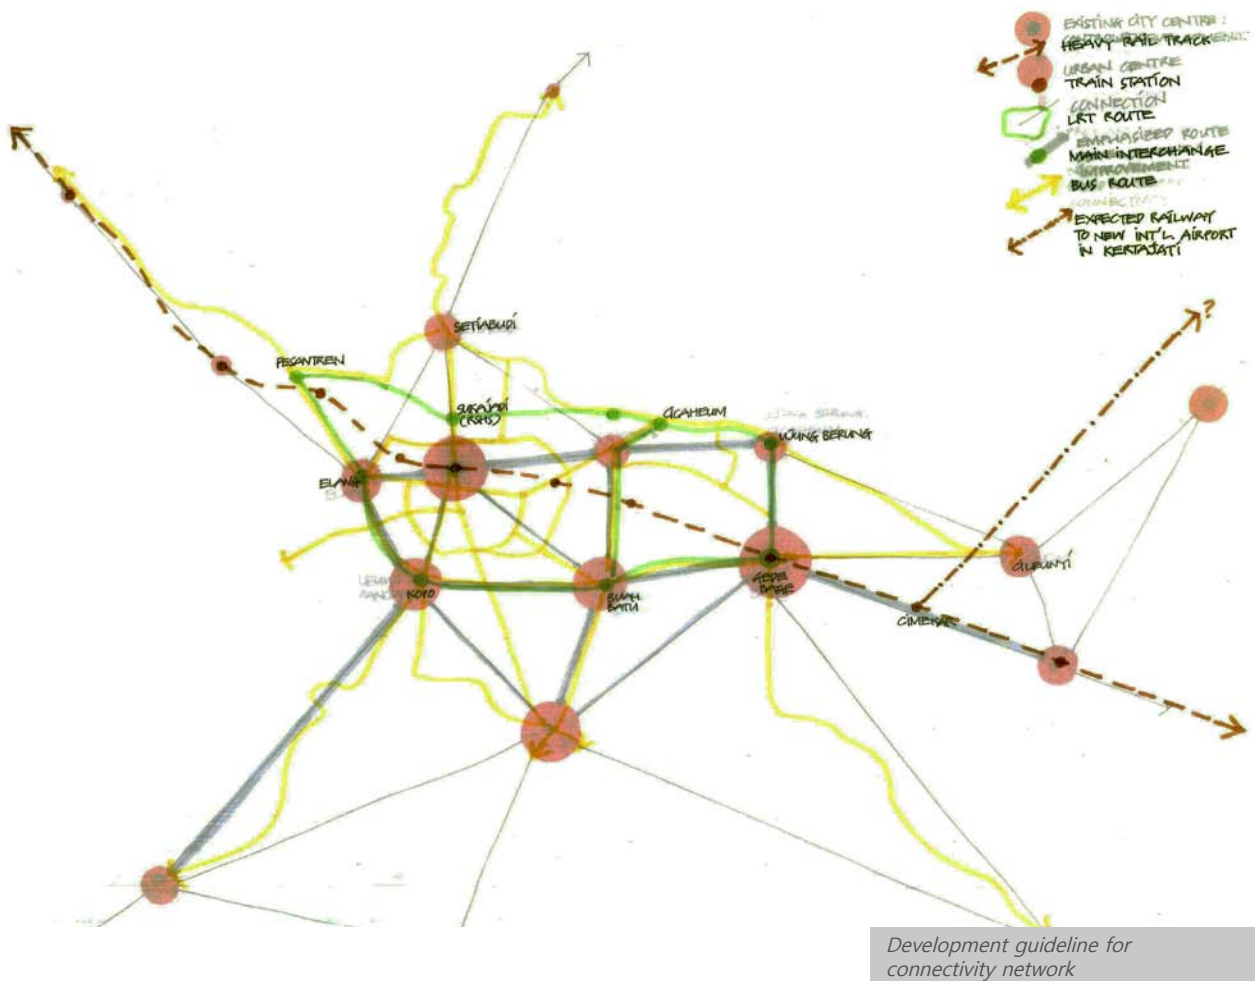 EXISTING CITY CENTRE :
HEAVY RAIL TRACK
URBAN CENTRE
TRAIN STATION
CONNECTION
LRT ROUTE
EMPHASIZED ROUTE
MAIN INTERCHANGE
IMPROVEMENT
BUS ROUTE
CONNECTIVITY
EXPECTED RAILWAY
TO NEW INT'L. AIRPORT
IN KERTAJATI
?
SETIABUDI
PESANTREN
SUKAJADI
(RSHS)
CICAHEUM
UJUNG BERUNG
ELANG
KOPO
BUAH
BATU
GEDE
BAGE
CIMEKAR
CILEUNYI
Development guideline for
connectivity network